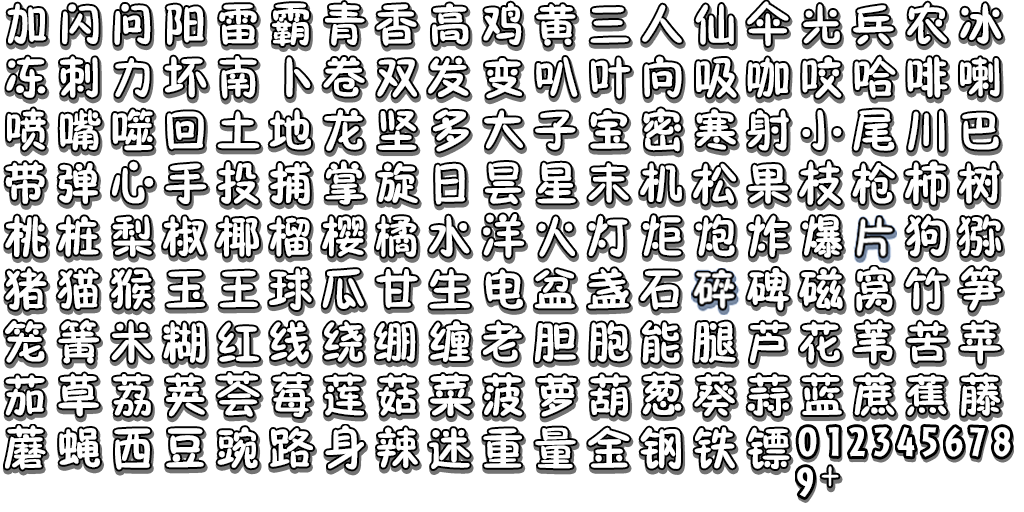 加闪问阳雷霸青香高鸡黄三人仙伞光兵农冰
冻刺力坏南卜卷双发变叭叶向吸咖咬哈啡喇
喷嘴噬回土地龙坚多大子宝密寒射小尾川巴
带弹心手投捕掌旋日昙星末机松果枝枪柿树
桃桩梨椒椰榴樱橘水洋火灯炬炮炸爆片狗猕
猪猫猴玉王球瓜甘生电盆盏石碎碑磁窝竹笋
笼篱米糊红线绕绷缠老胆胞能腿芦花苇苦苹
茄草荔荚荟莓莲菇菜菠萝葫葱葵蒜蓝蔗蕉藤
蘑蝇西豆豌路身辣迷重量金钢铁镖012345678
9+